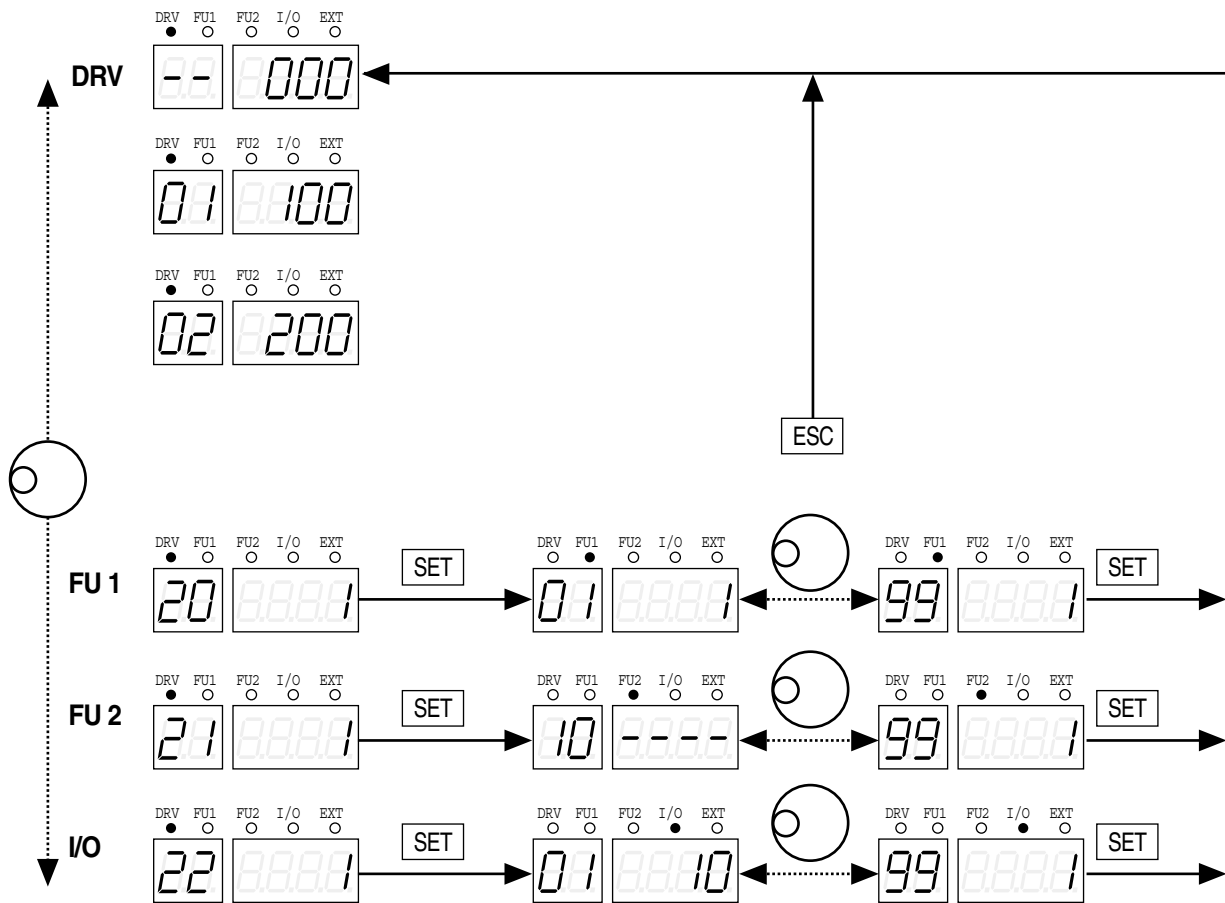 DRV FU1 FU2 I/O EXT
DRV -- 000
DRV FU1 FU2 I/O EXT
01 100
DRV FU1 FU2 I/O EXT
02 200
ESC
DRV FU1 FU2 I/O EXT DRV FU1 FU2 I/O EXT DRV FU1 FU2 I/O EXT
FU 1 20 1 SET 01 1 99 1 SET
DRV FU1 FU2 I/O EXT DRV FU1 FU2 I/O EXT DRV FU1 FU2 I/O EXT
FU 2 21 1 SET 10 ---- 99 1 SET
DRV FU1 FU2 I/O EXT DRV FU1 FU2 I/O EXT DRV FU1 FU2 I/O EXT
I/O 22 1 SET 01 10 99 1 SET